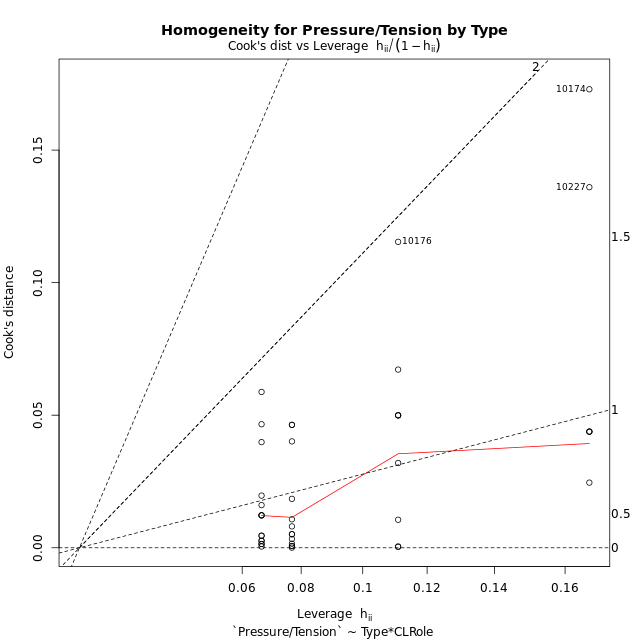 Homogeneity for Pressure/Tension by Type
Cook's dist vs Leverage hii/(1−hii)
2
10174
10227
1.5
10176
1
0.5
0
0.15
0.10
0.05
0.00
Cook's distance
0.06 0.08 0.1 0.12 0.14 0.16
Leverage hii
`Pressure/Tension` ~ Type*CLRole